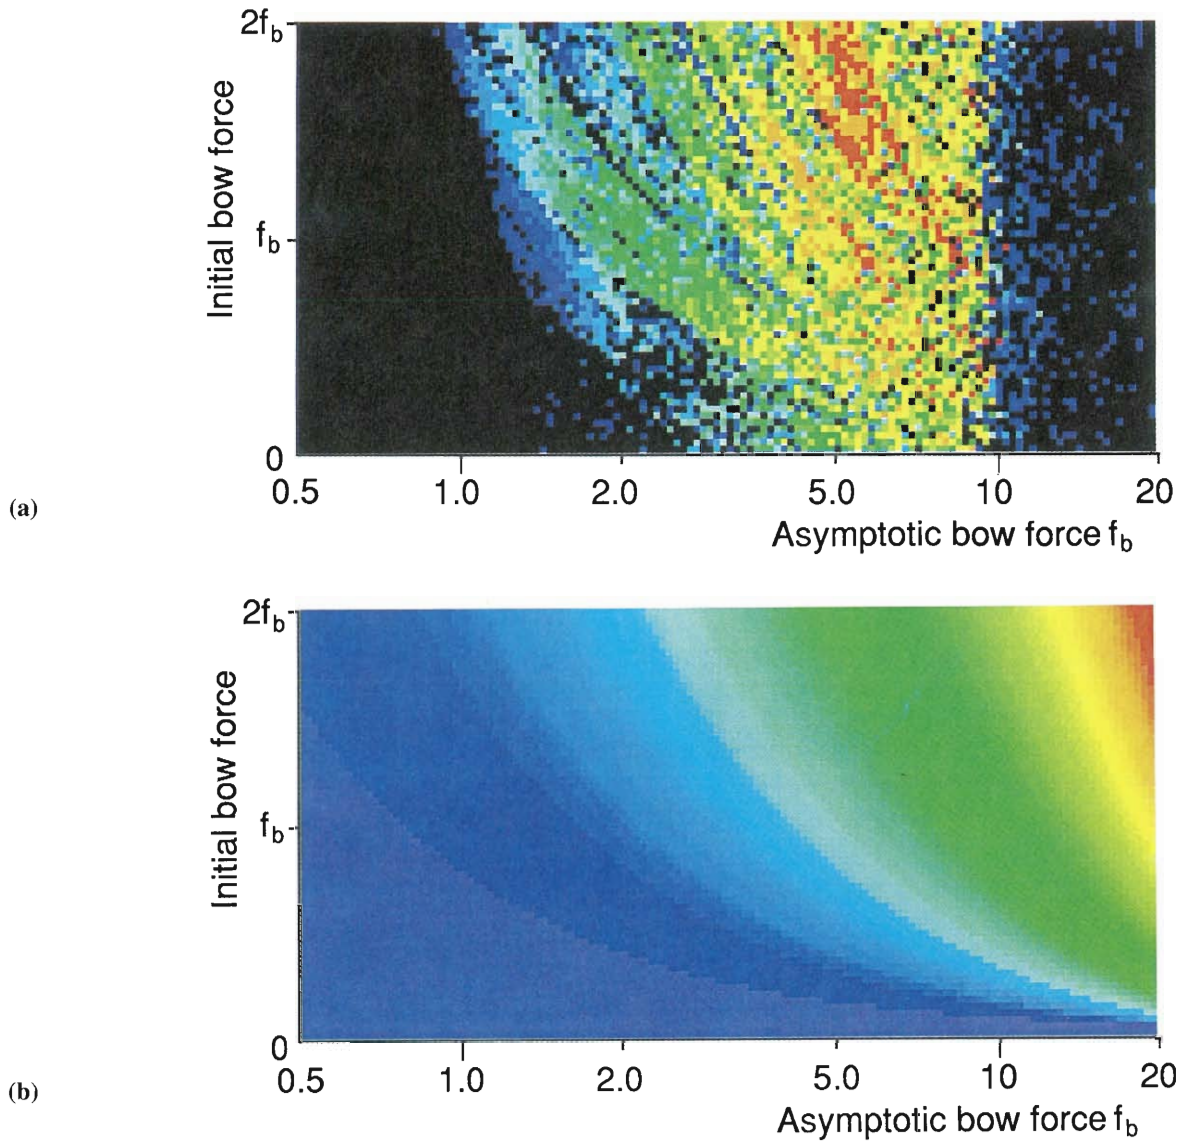 2f_b
Initial bow force
f_b
0
0.5 1.0 2.0 5.0 10 20
Asymptotic bow force f_b
(a)
2f_b
Initial bow force
f_b
0
0.5 1.0 2.0 5.0 10 20
Asymptotic bow force f_b
(b)